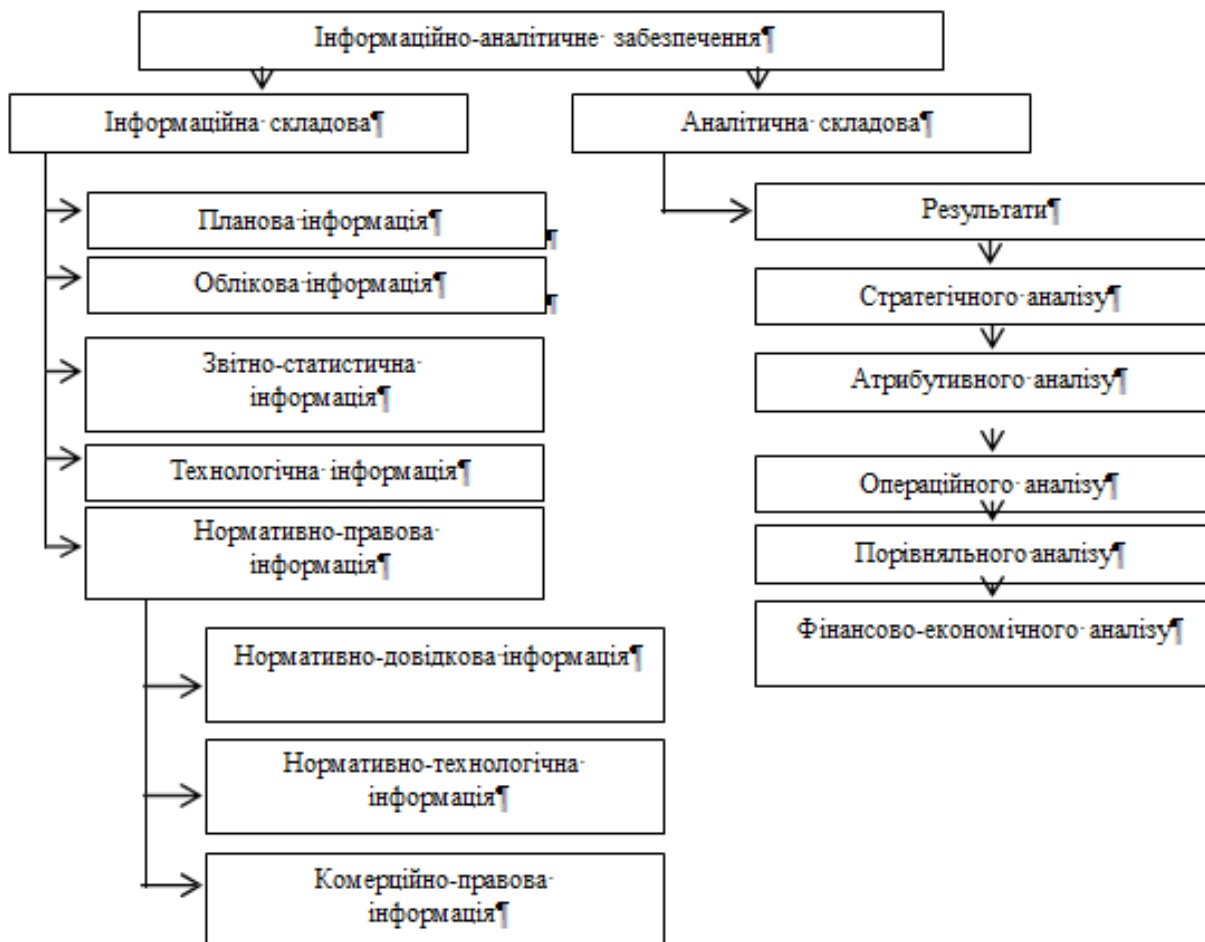 Інформаційно-аналітичне· забезпечення¶
Інформаційна· складова¶
Аналітична· складова¶
Планова·інформація¶
¶
Облікова·інформація¶
¶
Звітно-статистична·
інформація¶
Технологічна· інформація¶
Нормативно-правова·
інформація¶
Нормативно-довідкова·інформація¶
Нормативно-технологічна·
інформація¶
Комерційно-правова·
інформація¶
Результати¶
Стратегічного· аналізу¶
Атрибутивного· аналізу¶
Операційного· аналізу¶
Порівняльного·аналізу¶
Фінансово-економічного· аналізу¶